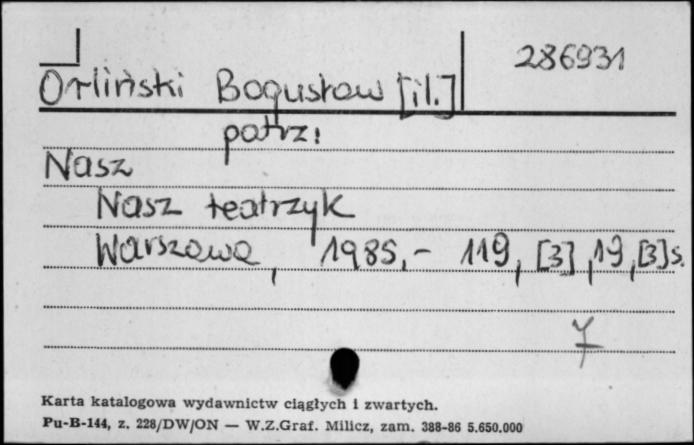 286931
Orliński Bogusław [il.]
patrz:
Nasz
Nasz teatrzyk
Warszawa, 1985.- 119, [3], 19, [3]s.
7
Karta katalogowa wydawnictw ciągłych i zwartych.
Pu-B-144, z. 228/DW/ON — W.Z.Graf. Milicz, zam. 388-86 5.650.000